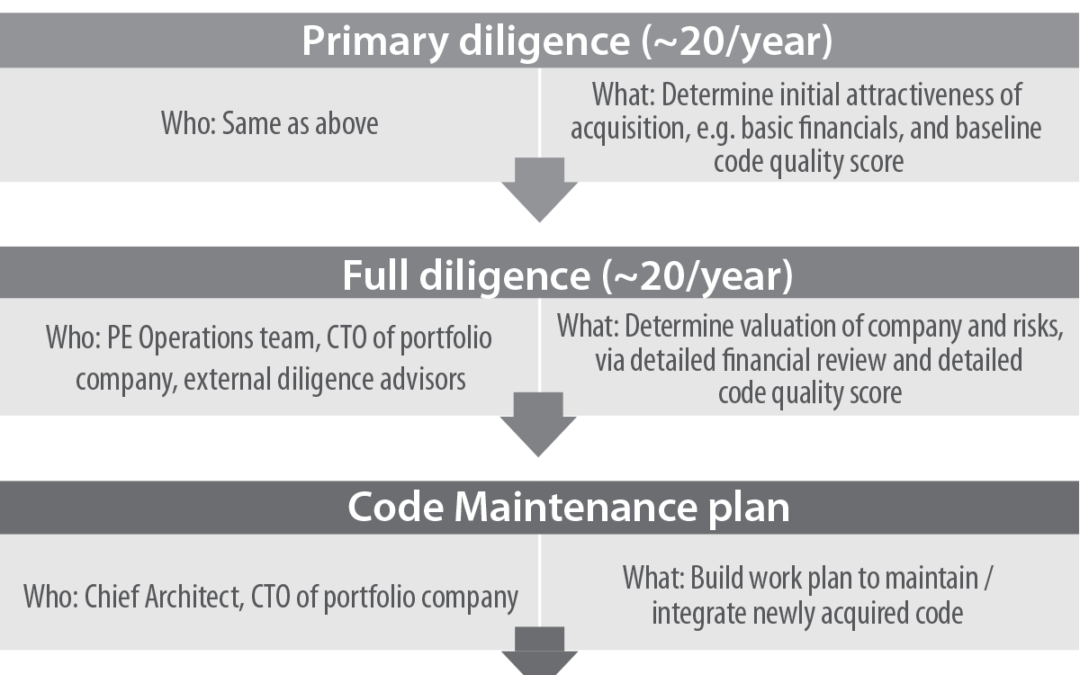 Primary diligence (~20/year)
Who: Same as above
What: Determine initial attractiveness of
acquisition, e.g. basic financials, and baseline
code quality score
Full diligence (~20/year)
Who: PE Operations team, CTO of portfolio
company, external diligence advisors
What: Determine valuation of company and risks,
via detailed financial review and detailed
code quality score
Code Maintenance plan
Who: Chief Architect, CTO of portfolio company
What: Build work plan to maintain /
integrate newly acquired code